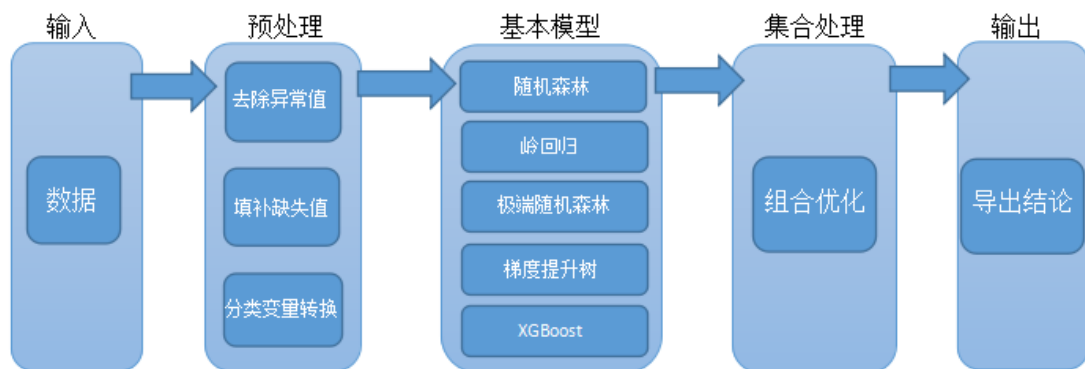 输入
预处理
基本模型
集合处理
输出
数据
去除异常值
填补缺失值
分类变量转换
随机森林
岭回归
极端随机森林
梯度提升树
XGBoost
组合优化
导出结论